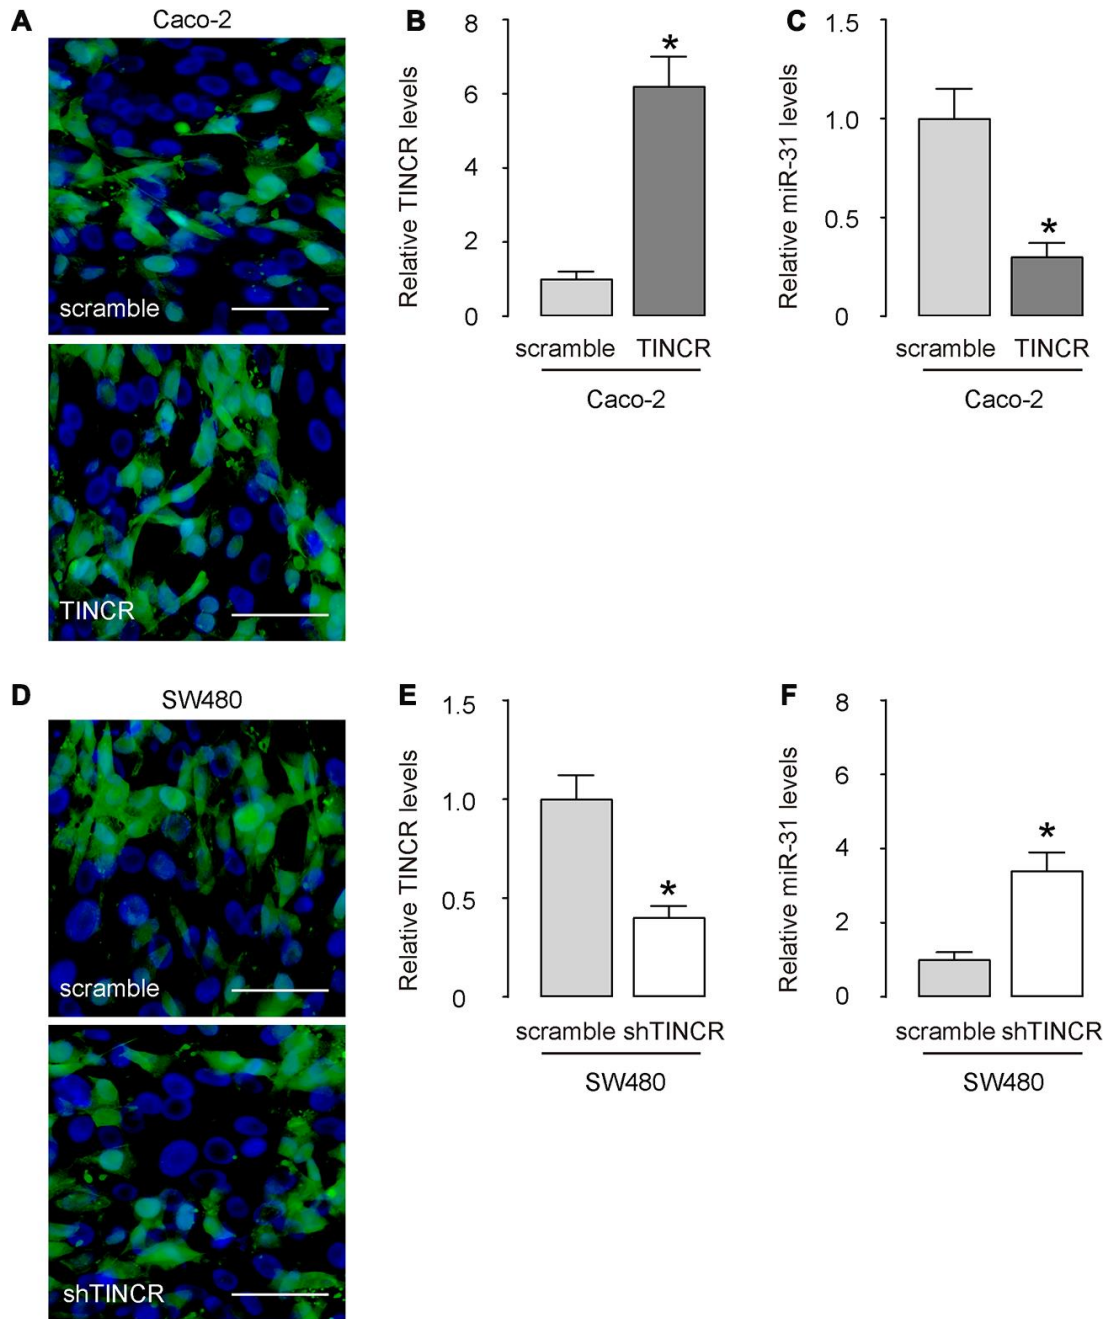 A
Caco-2
scramble
TINCR
B
Relative TINCR levels
8
6
4
2
0
scramble TINCR
Caco-2
C
Relative miR-31 levels
1.5
1.0
0.5
0
scramble TINCR
Caco-2
*
*
D
SW480
scramble
shTINCR
E
Relative TINCR levels
1.5
1.0
0.5
0
*
scramble shTINCR
SW480
F
Relative miR-31 levels
8
6
4
2
0
*
scramble shTINCR
SW480